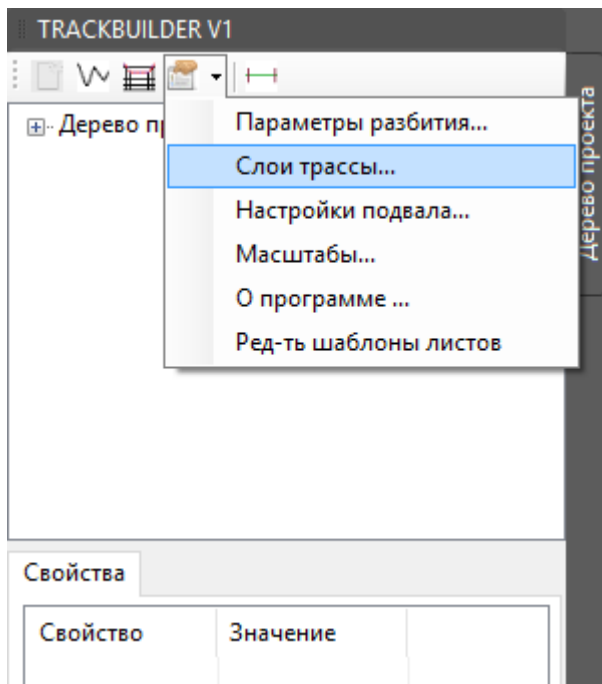 TRACKBUILDER V1
Дерево
Параметры разбития...
Слои трассы...
Настройки подвала...
Масштабы...
О программе ...
Ред-ть шаблоны листов
Дерево проекта
Свойства
Свойство Значение